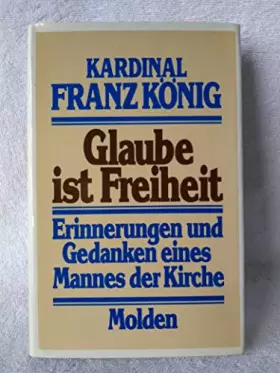 KARDINAL
FRANZ KÖNIG
Glaube
ist Freiheit
Erinnerungen und
Gedanken eines
Mannes der Kirche
Molden